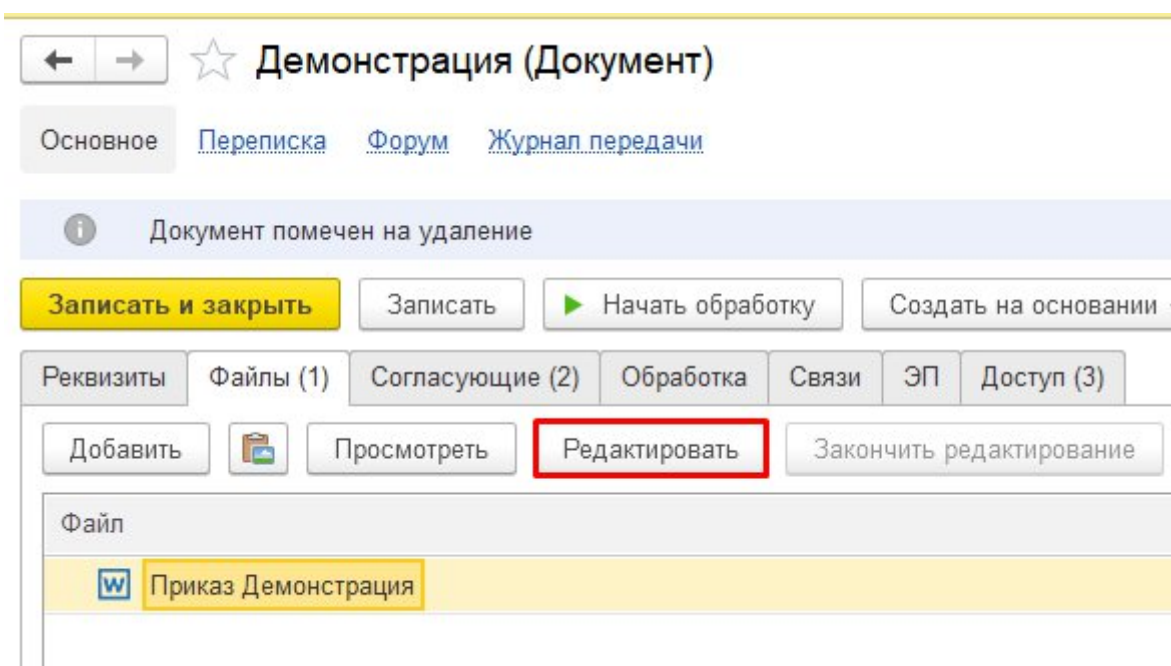 Демонстрация (Документ)
Основное Переписка Форум Журнал передачи
Документ помечен на удаление
Записать и закрыть Записать Начать обработку Создать на основании
Реквизиты Файлы (1) Согласующие (2) Обработка Связи ЭП Доступ (3)
Добавить Просмотреть Редактировать Закончить редактирование
Файл
W Приказ Демонстрация